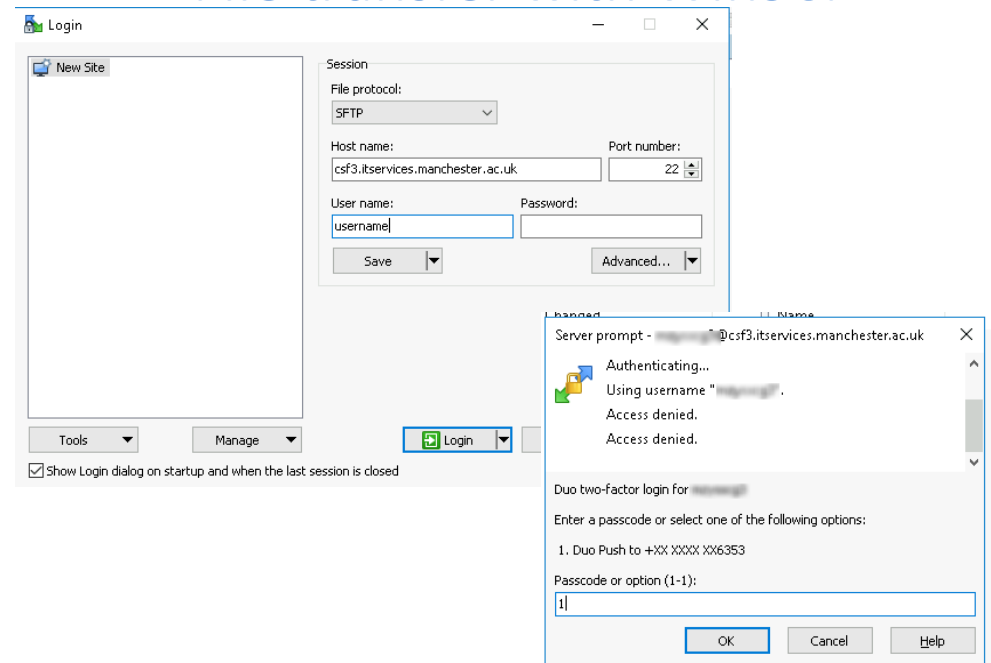 Login
New Site
Session
File protocol:
SFTP
Host name:
Port number:
csf3.itservices.manchester.ac.uk
22
User name:
Password:
username
Save
Advanced...
Tools
Manage
Login
Show Login dialog on startup and when the last session is closed
Changed
Name
Server prompt - @csf3.itservices.manchester.ac.uk
Authenticating...
Using username " ".
Access denied.
Access denied.
Duo two-factor login for
Enter a passcode or select one of the following options:
1. Duo Push to +XX XXXX XX6353
Passcode or option (1-1):
1
OK
Cancel
Help